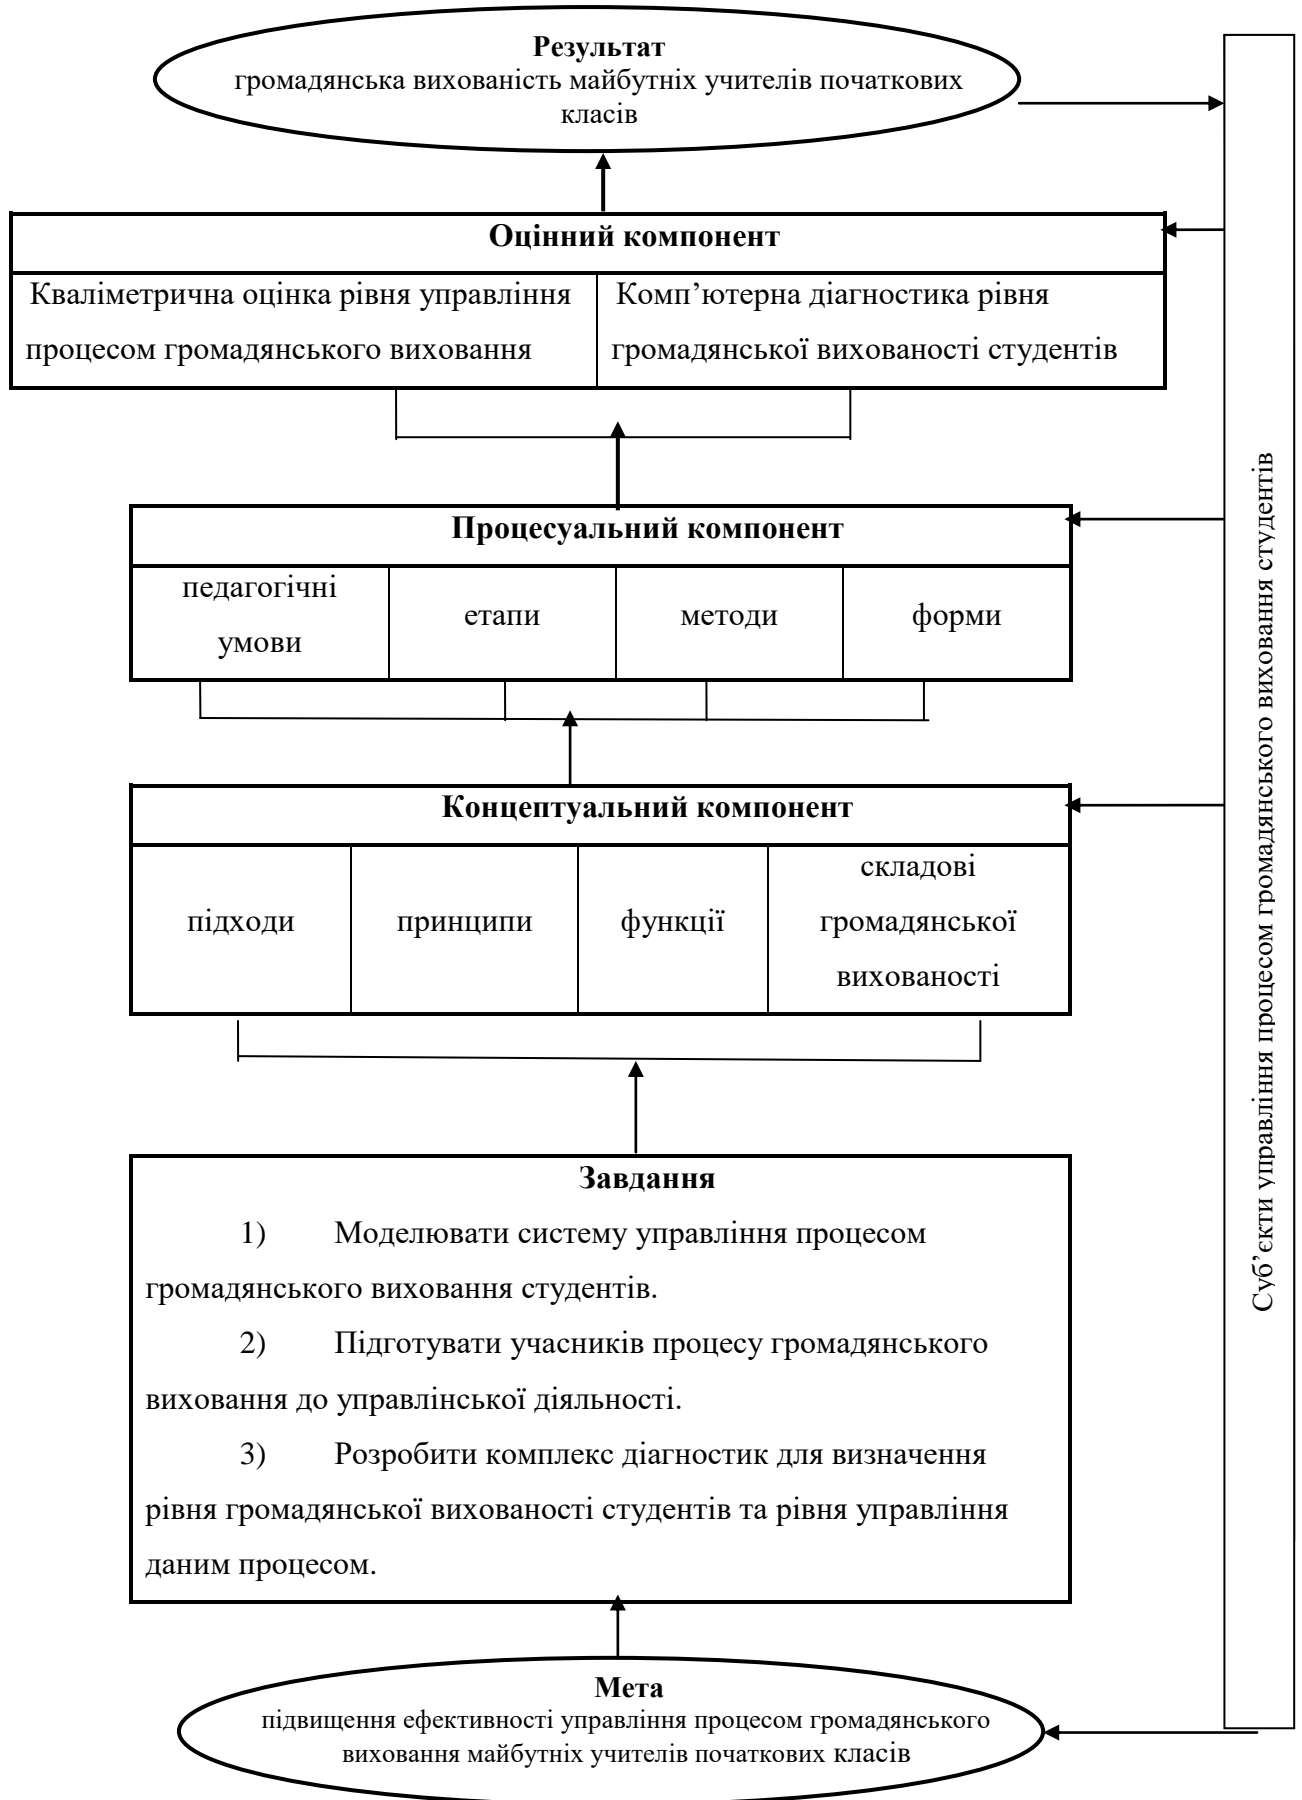 Результат
громадянська вихованість майбутніх учителів початкових
класів
Оцінний компонент
Кваліметрична оцінка рівня управління
процесом громадянського виховання
Комп’ютерна діагностика рівня
громадянської вихованості студентів
Процесуальний компонент
педагогічні
умови
етапи
методи
форми
Концептуальний компонент
підходи
принципи
функції
складові
громадянської
вихованості
Завдання
1) Моделювати систему управління процесом
громадянського виховання студентів.
2) Підготувати учасників процесу громадянського
виховання до управлінської діяльності.
3) Розробити комплекс діагностик для визначення
рівня громадянської вихованості студентів та рівня управління
даним процесом.
Мета
підвищення ефективності управління процесом громадянського
виховання майбутніх учителів початкових класів
Суб’єкти управління процесом громадянського виховання студентів